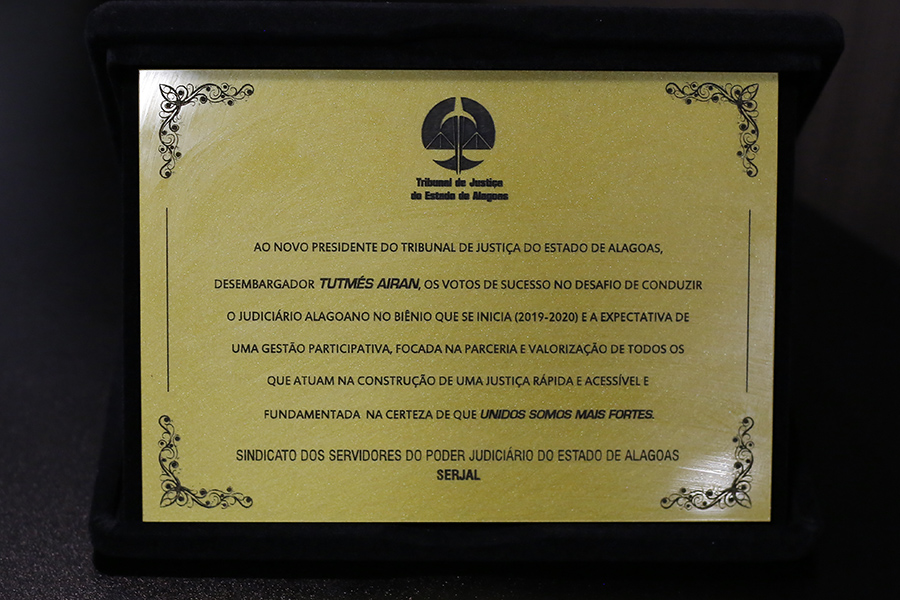 Tribunal de Justiça
do Estado de Alagoas
AO NOVO PRESIDENTE DO TRIBUNAL DE JUSTIÇA DO ESTADO DE ALAGOAS,
DESEMBARGADOR TUTMÉS AIRAN, OS VOTOS DE SUCESSO NO DESAFIO DE CONDUZIR
O JUDICIÁRIO ALAGOANO NO BIÊNIO QUE SE INICIA (2019-2020) E A EXPECTATIVA DE
UMA GESTÃO PARTICIPATIVA, FOCADA NA PARCERIA E VALORIZAÇÃO DE TODOS OS
QUE ATUAM NA CONSTRUÇÃO DE UMA JUSTIÇA RÁPIDA E ACESSÍVEL E
FUNDAMENTADA NA CERTEZA DE QUE UNIDOS SOMOS MAIS FORTES.
SINDICATO DOS SERVIDORES DO PODER JUDICIÁRIO DO ESTADO DE ALAGOAS
SERJAL